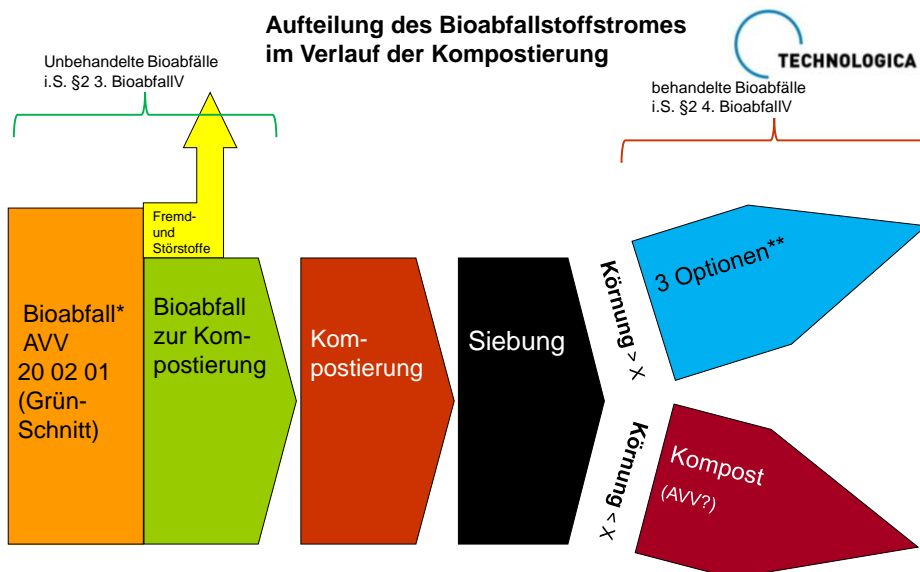 Aufteilung des Bioabfallstoffstromes
im Verlauf der Kompostierung
TECHNOLOGICA
Unbehandelte Bioabfälle
i.S. §2 3. BioabfallV
behandelte Bioabfälle
i.S. §2 4. BioabfallV
Fremd-
und
Störstoffe
Bioabfall*
AVV
20 02 01
(Grün-
Schnitt)
Bioabfall
zur Kom-
postierung
Kom-
postierung
Siebung
Körnung > X
3 Optionen**
Körnung < X
Kompost
(AVV?)